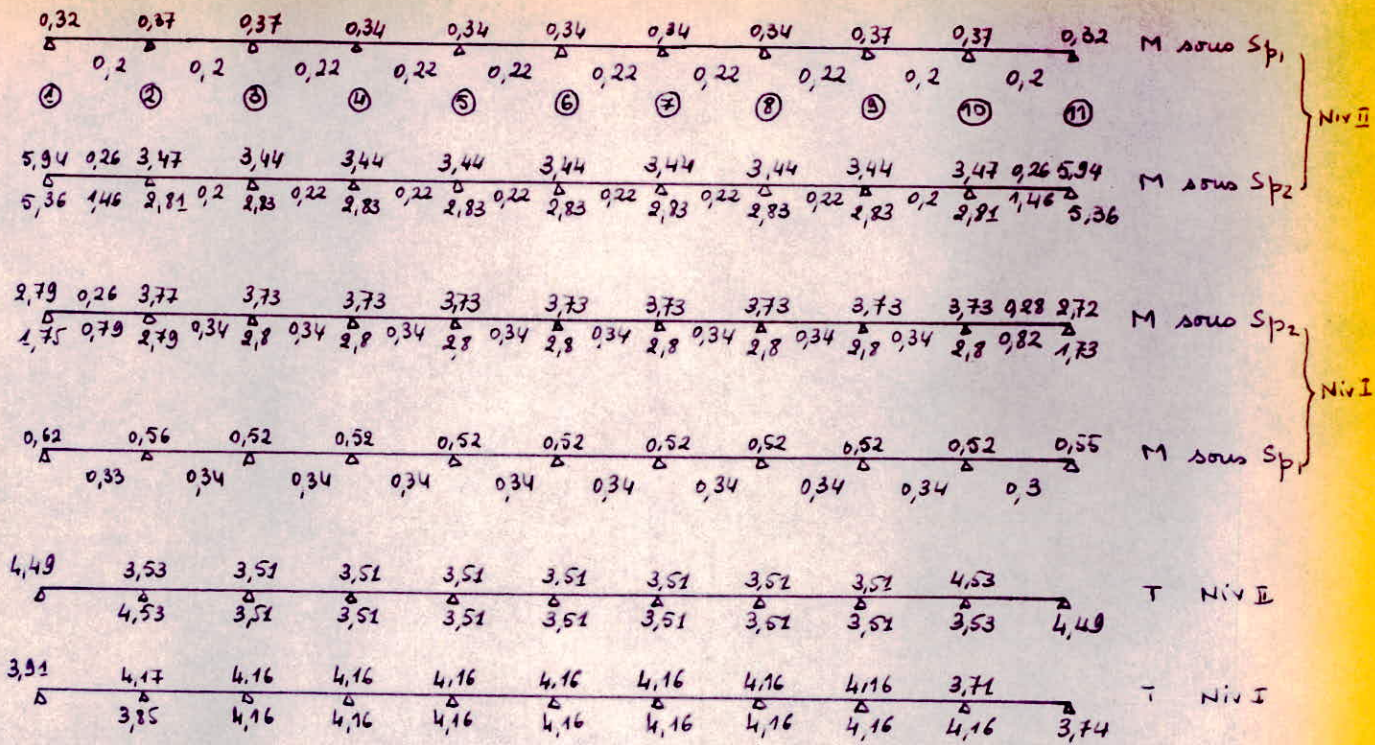 0,32 0,37 0,37 0,34 0,34 0,34 0,34 0,34 0,37 0,37 0,32 M sous Sp1
0,2 0,2 0,22 0,22 0,22 0,22 0,22 0,22 0,2 0,2
① ② ③ ④ ⑤ ⑥ ⑦ ⑧ ⑨ ⑩ ⑪
Niv II
5,94 0,26 3,47 3,44 3,44 3,44 3,44 3,44 3,44 3,44 3,47 0,26 5,94 M sous Sp2
5,36 1,46 2,81 0,2 2,83 0,22 2,83 0,22 2,83 0,22 2,83 0,22 2,83 0,22 2,83 0,22 2,83 0,2 2,81 1,46 5,36
2,79 0,26 3,77 3,73 3,73 3,73 3,73 3,73 3,73 3,73 3,73 0,28 2,72 M sous Sp2
1,75 0,79 2,79 0,34 2,8 0,34 2,8 0,34 2,8 0,34 2,8 0,34 2,8 0,34 2,8 0,34 2,8 0,34 2,8 0,82 1,73
Niv I
0,62 0,56 0,52 0,52 0,52 0,52 0,52 0,52 0,52 0,52 0,55 M sous Sp1
0,33 0,34 0,34 0,34 0,34 0,34 0,34 0,34 0,34 0,3
4,49 3,53 3,51 3,51 3,51 3,51 3,51 3,51 3,51 4,53 T Niv II
4,53 3,51 3,51 3,51 3,51 3,51 3,51 3,51 3,53 4,49
3,91 4,17 4,16 4,16 4,16 4,16 4,16 4,16 4,16 3,71 T Niv I
3,85 4,16 4,16 4,16 4,16 4,16 4,16 4,16 4,16 3,74